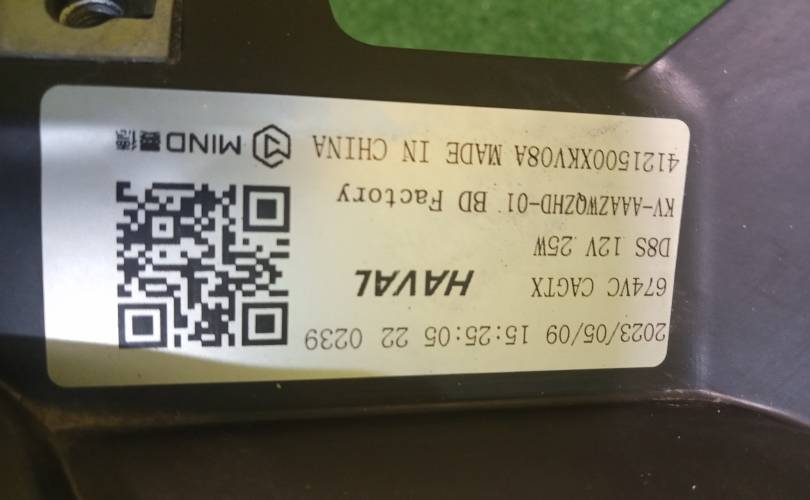 2023/05/09 15:25:05 22 0239
674VC CAGTX HAVAL
D8S 12V 25W
KV-AAAZWQZHD-01 BD Factory
4121500XKV08A MADE IN CHINA MIND